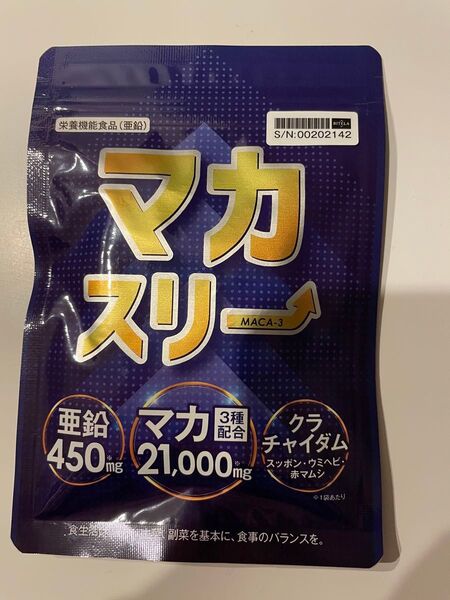 栄養機能食品(亜鉛)
S/N:00202142
マカ
スリー
MACA-3
亜鉛
450mg
マカ 3種配合
21,000mg
クラ
チャイダム
スッポン・ウミヘビ・
赤マムシ
※1袋あたり
食生活 副菜を基本に、食事のバランスを。